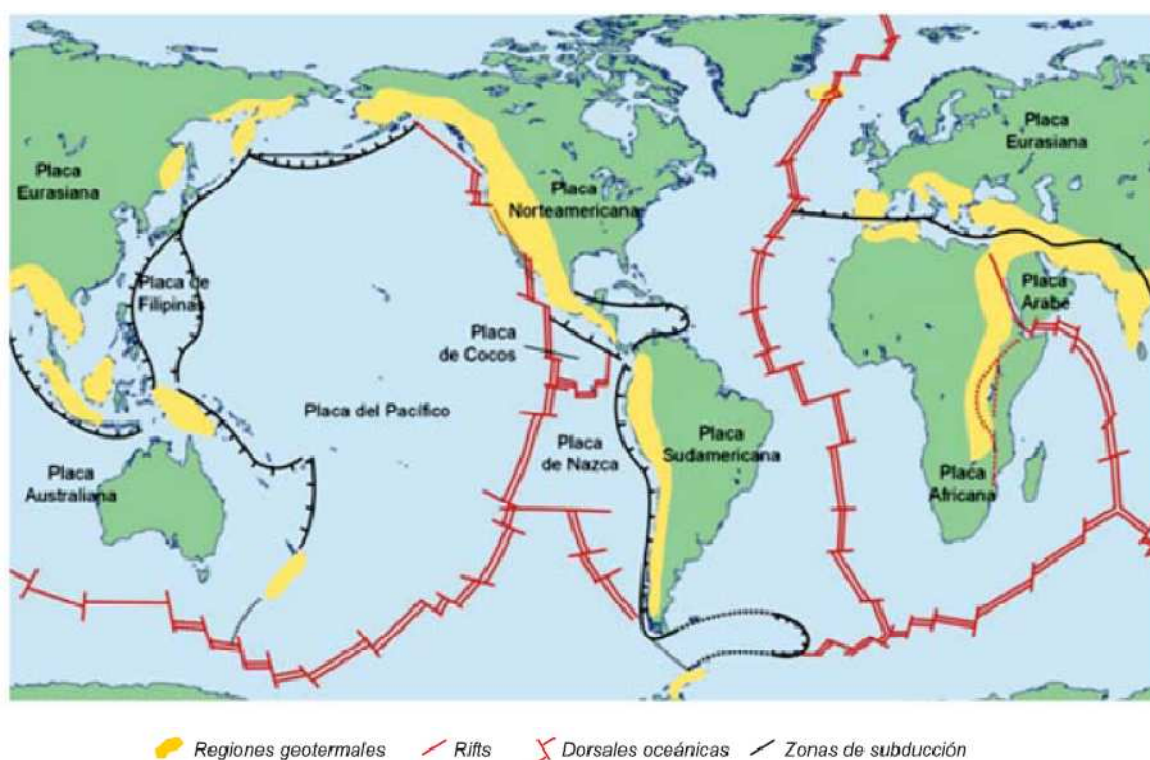 Placa
Eurasiana
Placa
Eurasiana
Placa
Norteamericana
Placa de
Filipinas
Placa
Arabe
Placa
de Cocos
Placa del Pacífico
Placa
de Nazca
Placa
Sudamericana
Placa
Australiana
Placa
Africana
Regiones geotermales
Rifts
Dorsales oceánicas
Zonas de subducción